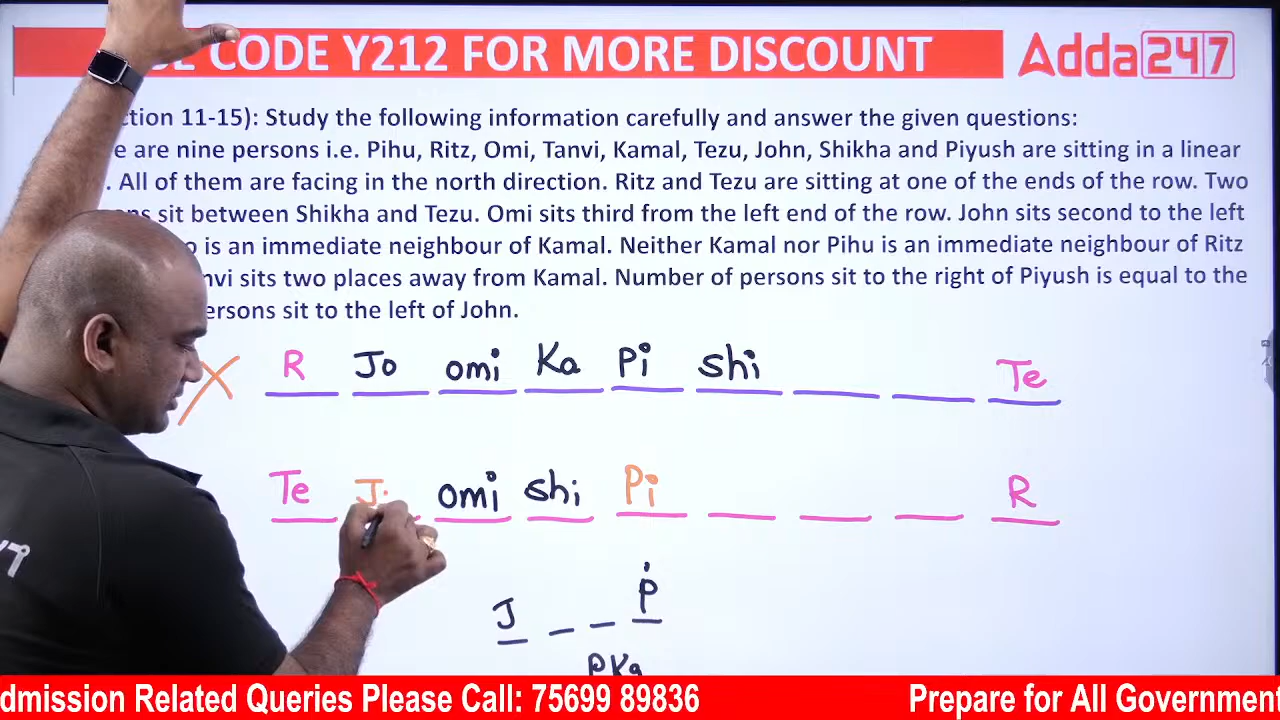 CODE Y212 FOR MORE DISCOUNT
Adda 247
ction 11-15): Study the following information carefully and answer the given questions:
e are nine persons i.e. Pihu, Ritz, Omi, Tanvi, Kamal, Tezu, John, Shikha and Piyush are sitting in a linear
. All of them are facing in the north direction. Ritz and Tezu are sitting at one of the ends of the row. Two
ns sit between Shikha and Tezu. Omi sits third from the left end of the row. John sits second to the left
o is an immediate neighbour of Kamal. Neither Kamal nor Pihu is an immediate neighbour of Ritz
nvi sits two places away from Kamal. Number of persons sit to the right of Piyush is equal to the
ersons sit to the left of John.
R Jo omi Ka Pi shi Te
Te J omi shi Pi R
J P
PKa
dmission Related Queries Please Call: 75699 89836 Prepare for All Government